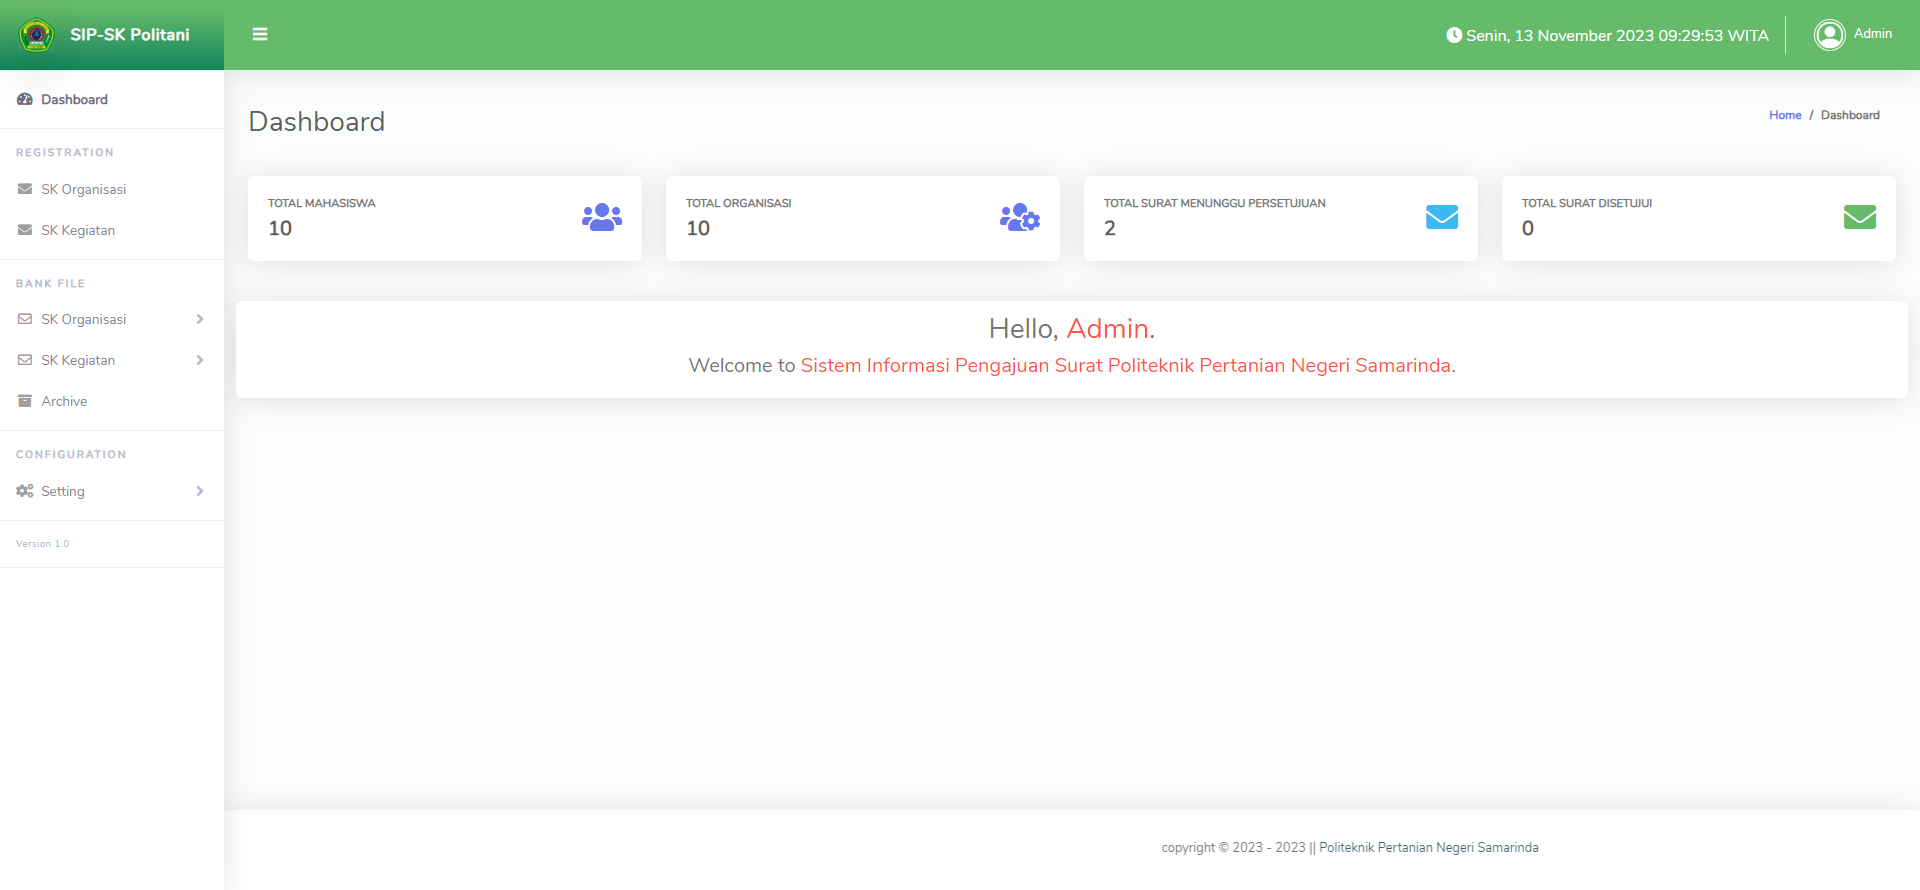 SIP-SK Politani
Senin, 13 November 2023 09:29:53 WITA
Admin
Dashboard
REGISTRATION
SK Organisasi
SK Kegiatan
BANK FILE
SK Organisasi
SK Kegiatan
Archive
CONFIGURATION
Setting
Version 1.0
Dashboard
Home / Dashboard
TOTAL MAHASISWA
10
TOTAL ORGANISASI
10
TOTAL SURAT MENUNGGU PERSETUJUAN
2
TOTAL SURAT DISETUJUI
0
Hello, Admin.
Welcome to Sistem Informasi Pengajuan Surat Politeknik Pertanian Negeri Samarinda.
copyright © 2023 - 2023 || Politeknik Pertanian Negeri Samarinda